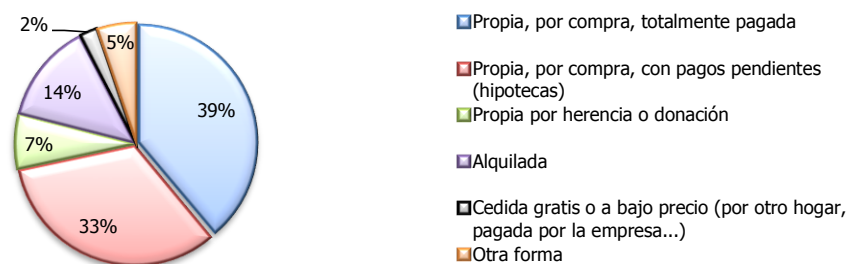 2%
5%
14%
39%
7%
33%
Propia, por compra, totalmente pagada
Propia, por compra, con pagos pendientes
(hipotecas)
Propia por herencia o donación
Alquilada
Cedida gratis o a bajo precio (por otro hogar,
pagada por la empresa...)
Otra forma